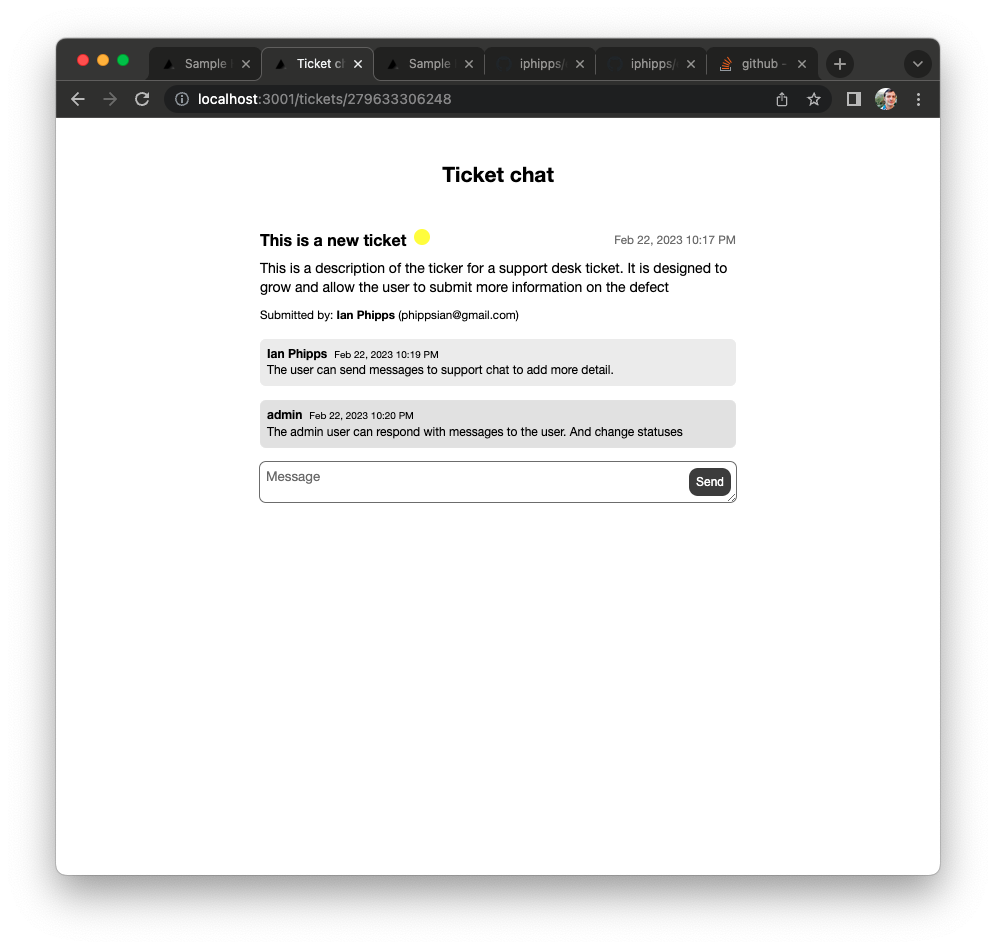 Sample
Ticket ch
Sample
iphipps/
iphipps/
github -
localhost:3001/tickets/279633306248
Ticket chat
This is a new ticket
Feb 22, 2023 10:17 PM
This is a description of the ticker for a support desk ticket. It is designed to
grow and allow the user to submit more information on the defect
Submitted by: Ian Phipps (phippsian@gmail.com)
Ian Phipps Feb 22, 2023 10:19 PM
The user can send messages to support chat to add more detail.
admin Feb 22, 2023 10:20 PM
The admin user can respond with messages to the user. And change statuses
Message
Send